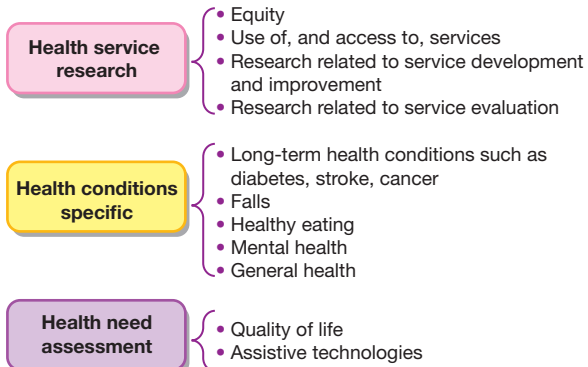 Health service
research
• Equity
• Use of, and access to, services
• Research related to service development
and improvement
• Research related to service evaluation
Health conditions
specific
• Long-term health conditions such as
diabetes, stroke, cancer
• Falls
• Healthy eating
• Mental health
• General health
Health need
assessment
• Quality of life
• Assistive technologies